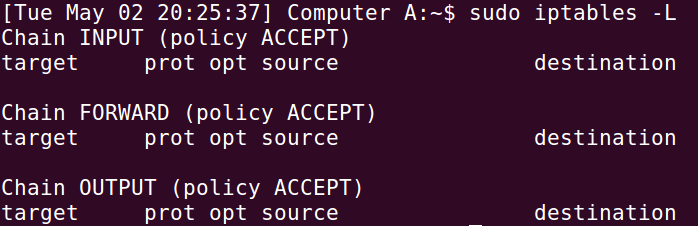 [Tue May 02 20:25:37] Computer A:~$ sudo iptables -L
Chain INPUT (policy ACCEPT)
target     prot opt source               destination

Chain FORWARD (policy ACCEPT)
target     prot opt source               destination

Chain OUTPUT (policy ACCEPT)
target     prot opt source               destination